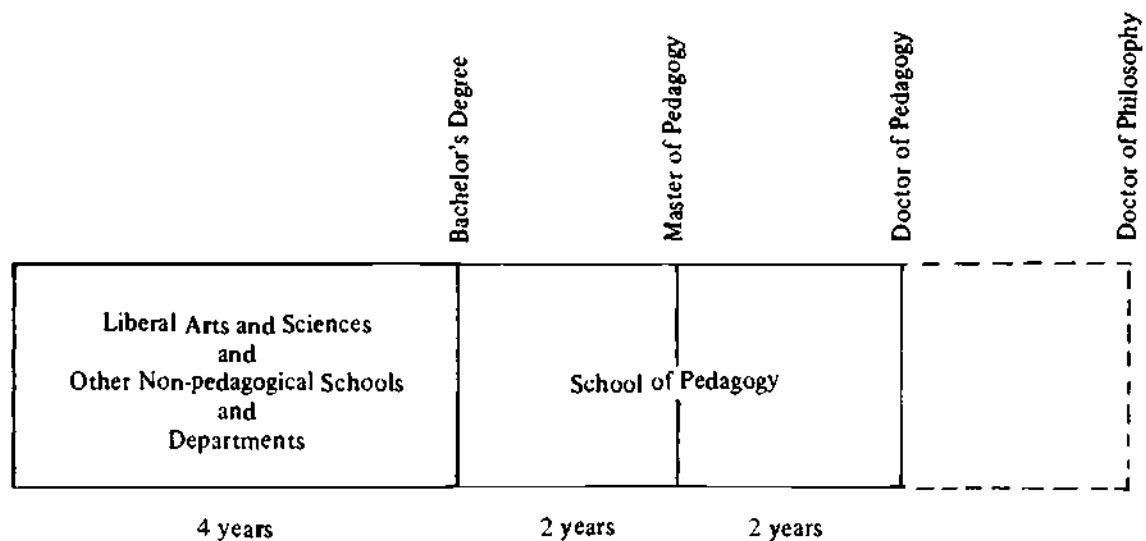 Bachelor's Degree
Master of Pedagogy
Doctor of Pedagogy
Doctor of Philosophy
Liberal Arts and Sciences
and
Other Non-pedagogical Schools
and
Departments
School of Pedagogy
4 years
2 years
2 years